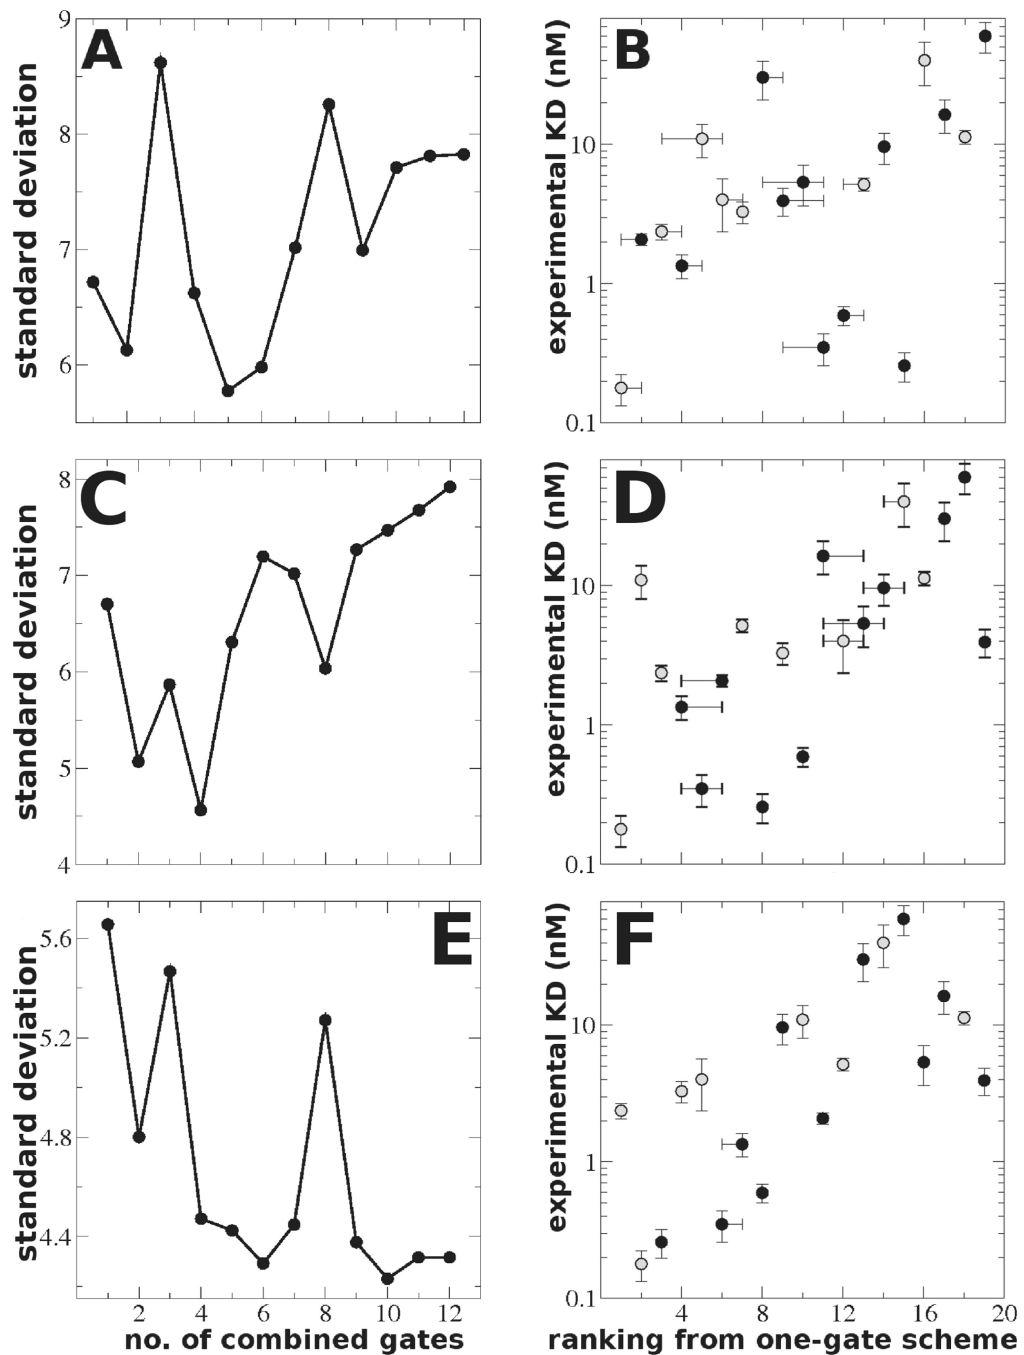 A
standard deviation
9
8
7
6
B
experimental KD (nM)
10
1
0.1
C
standard deviation
8
7
6
5
4
D
experimental KD (nM)
10
1
0.1
E
standard deviation
5.6
5.2
4.8
4.4
2 4 6 8 10 12
no. of combined gates
F
experimental KD (nM)
10
1
0.1
4 8 12 16 20
ranking from one-gate scheme